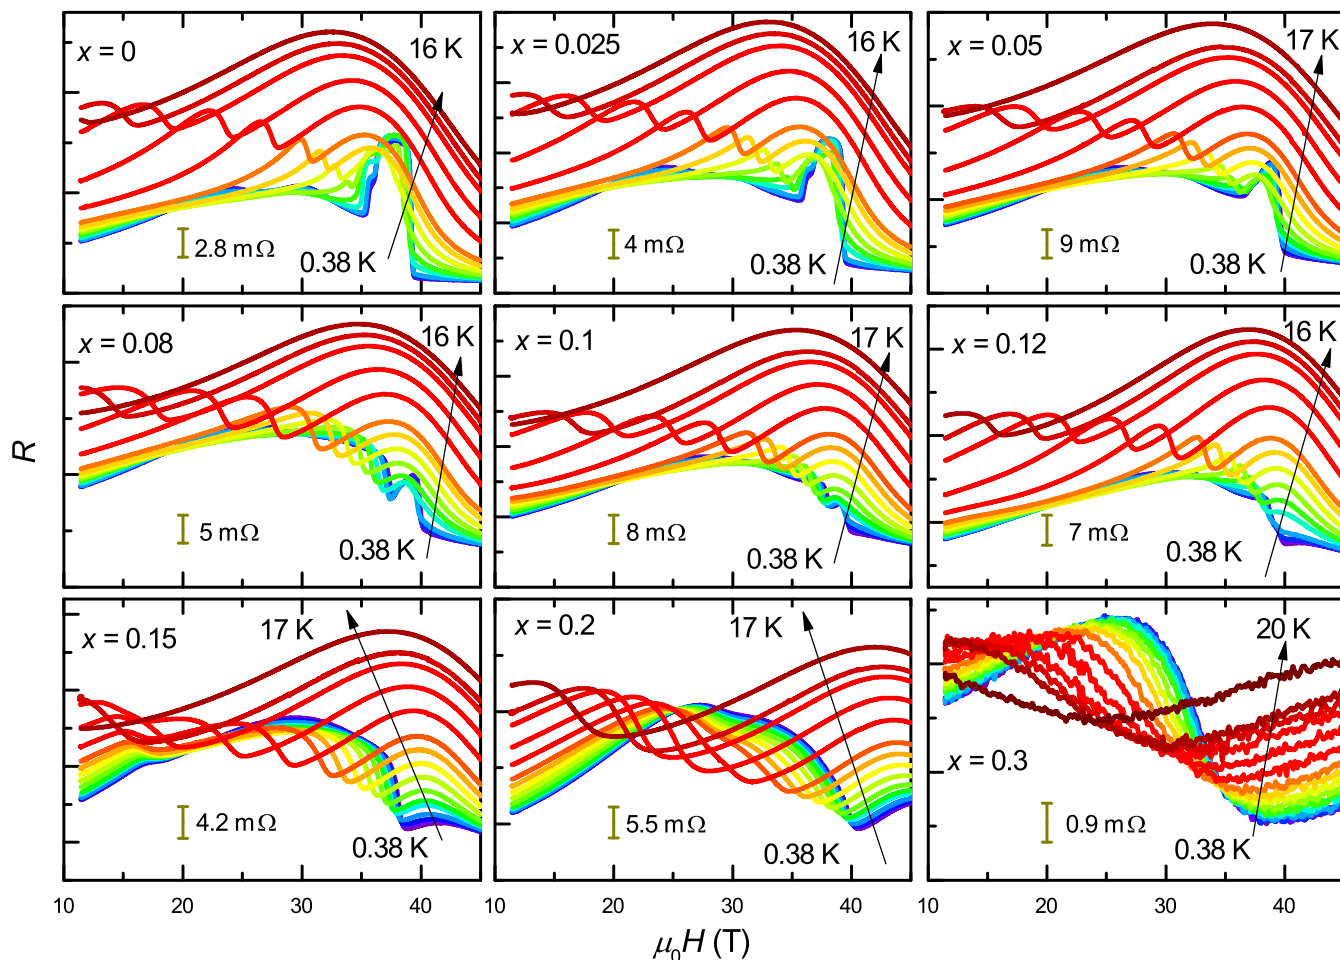 x = 0
16 K
2.8 mΩ
0.38 K
x = 0.025
16 K
4 mΩ
0.38 K
x = 0.05
17 K
9 mΩ
0.38 K
x = 0.08
16 K
5 mΩ
0.38 K
x = 0.1
17 K
8 mΩ
0.38 K
x = 0.12
16 K
7 mΩ
0.38 K
R
x = 0.15
17 K
4.2 mΩ
0.38 K
x = 0.2
17 K
5.5 mΩ
0.38 K
20 K
x = 0.3
0.9 mΩ
0.38 K
10 20 30 40 10 20 30 40 10 20 30 40
μ₀H (T)